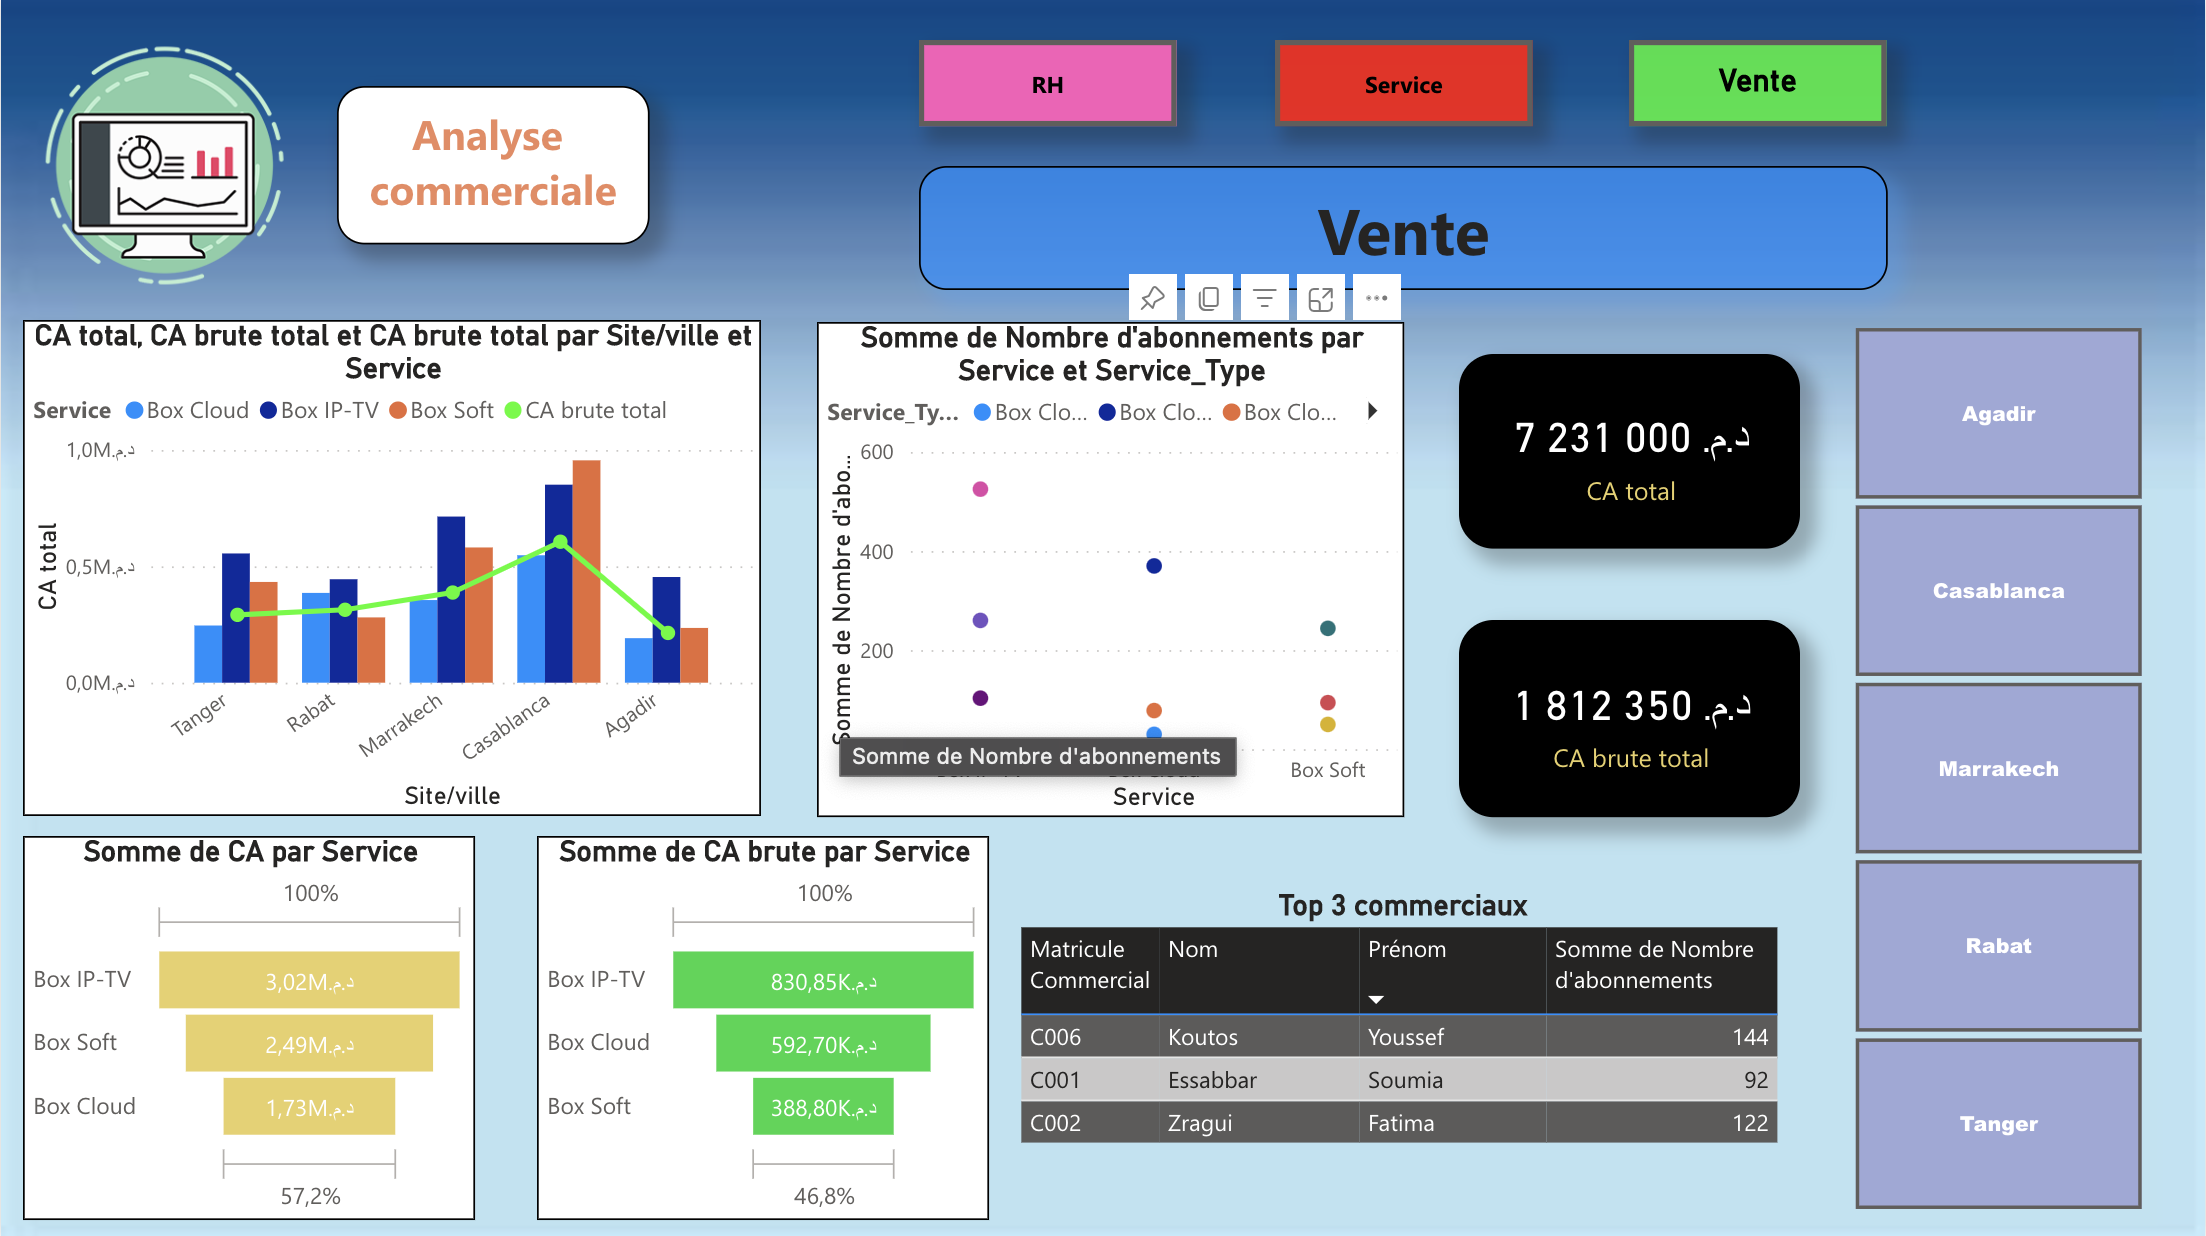 RH
Service
Vente
Analyse
commerciale
Vente
CA total, CA brute total et CA brute total par Site/ville et
Service
Service Box Cloud Box IP-TV Box Soft CA brute total
1,0M.د.م
0,5M.د.م
0,0M.د.م
CA total
Tanger
Rabat
Marrakech
Casablanca
Agadir
Site/ville
Somme de Nombre d'abonnements par
Service et Service_Type
Service_Ty... Box Clo... Box Clo... Box Clo...
Somme de Nombre d'abo...
600
400
200
Somme de Nombre d'abonnements
Box Soft
Service
7 231 000 د.م.
CA total
1 812 350 د.م.
CA brute total
Agadir
Casablanca
Marrakech
Rabat
Tanger
Somme de CA par Service
100%
Box IP-TV 3,02M.د.م
Box Soft 2,49M.د.م
Box Cloud 1,73M.د.م
57,2%
Somme de CA brute par Service
100%
Box IP-TV 830,85K.د.م
Box Cloud 592,70K.د.م
Box Soft 388,80K.د.م
46,8%
Top 3 commerciaux
Matricule Commercial Nom Prénom Somme de Nombre d'abonnements
C006 Koutos Youssef 144
C001 Essabbar Soumia 92
C002 Zragui Fatima 122